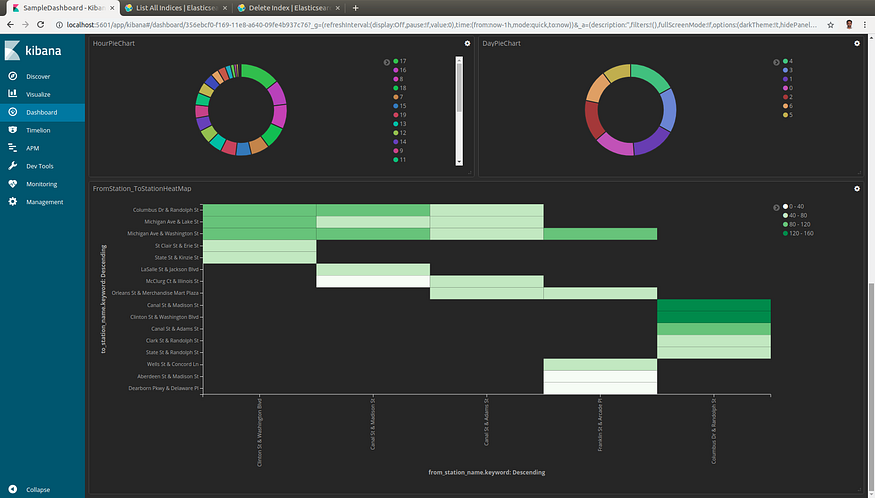 SampleDashboard - Kiba
List All Indices | Elasticse
Delete Index | Elasticsear
localhost:5601/app/kibana#/dashboard/356ebcf0-f169-11e8-a640-09fe4b937c76?_g=(refreshInterval:(display:Off,pause:!f,value:0),time:(from:now-1h,mode:quick,to:now))&_a=(description:'',filters:!(),fullScreenMode:!f,options:(darkTheme:!t,hidePanel...
kibana
Discover
Visualize
Dashboard
Timelion
APM
Dev Tools
Monitoring
Management
Collapse
HourPieChart
17
16
8
18
7
15
19
13
12
14
9
11
DayPieChart
4
3
1
0
2
6
5
FromStation_ToStationHeatMap
to_station_name.keyword: Descending
Columbus Dr & Randolph St
Michigan Ave & Lake St
Michigan Ave & Washington St
St Clair St & Erie St
State St & Kinzie St
LaSalle St & Jackson Blvd
McClurg Ct & Illinois St
Orleans St & Merchandise Mart Plaza
Canal St & Madison St
Clinton St & Washington Blvd
Canal St & Adams St
Clark St & Randolph St
State St & Randolph St
Wells St & Concord Ln
Aberdeen St & Madison St
Dearborn Pkwy & Delaware Pl
Clinton St & Washington Blvd
Canal St & Madison St
Canal St & Adams St
Franklin St & Arcade Pl
Columbus Dr & Randolph St
from_station_name.keyword: Descending
0 - 40
40 - 80
80 - 120
120 - 160